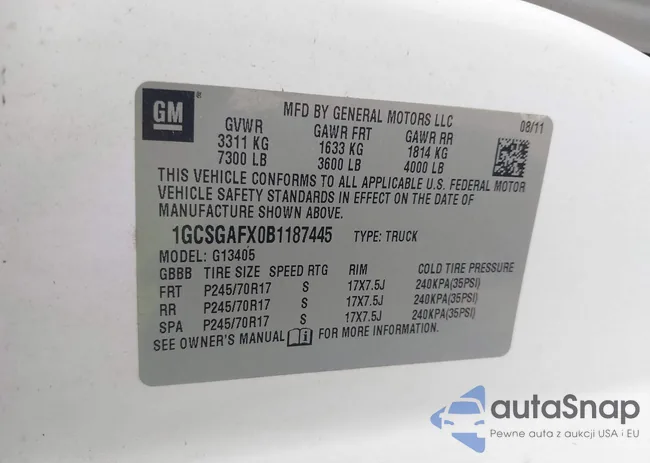 GM®
MFD BY GENERAL MOTORS LLC
08/11
GVWR GAWR FRT GAWR RR
3311 KG 1633 KG 1814 KG
7300 LB 3600 LB 4000 LB
THIS VEHICLE CONFORMS TO ALL APPLICABLE U.S. FEDERAL MOTOR
VEHICLE SAFETY STANDARDS IN EFFECT ON THE DATE OF
MANUFACTURE SHOWN ABOVE.
1GCSGAFX0B1187445 TYPE: TRUCK
MODEL: G13405
GBBB TIRE SIZE SPEED RTG RIM COLD TIRE PRESSURE
FRT P245/70R17 S 17X7.5J 240KPA(35PSI)
RR P245/70R17 S 17X7.5J 240KPA(35PSI)
SPA P245/70R17 S 17X7.5J 240KPA(35PSI)
SEE OWNER'S MANUAL FOR MORE INFORMATION.
autaSnap
Pewne auta z aukcji USA i EU